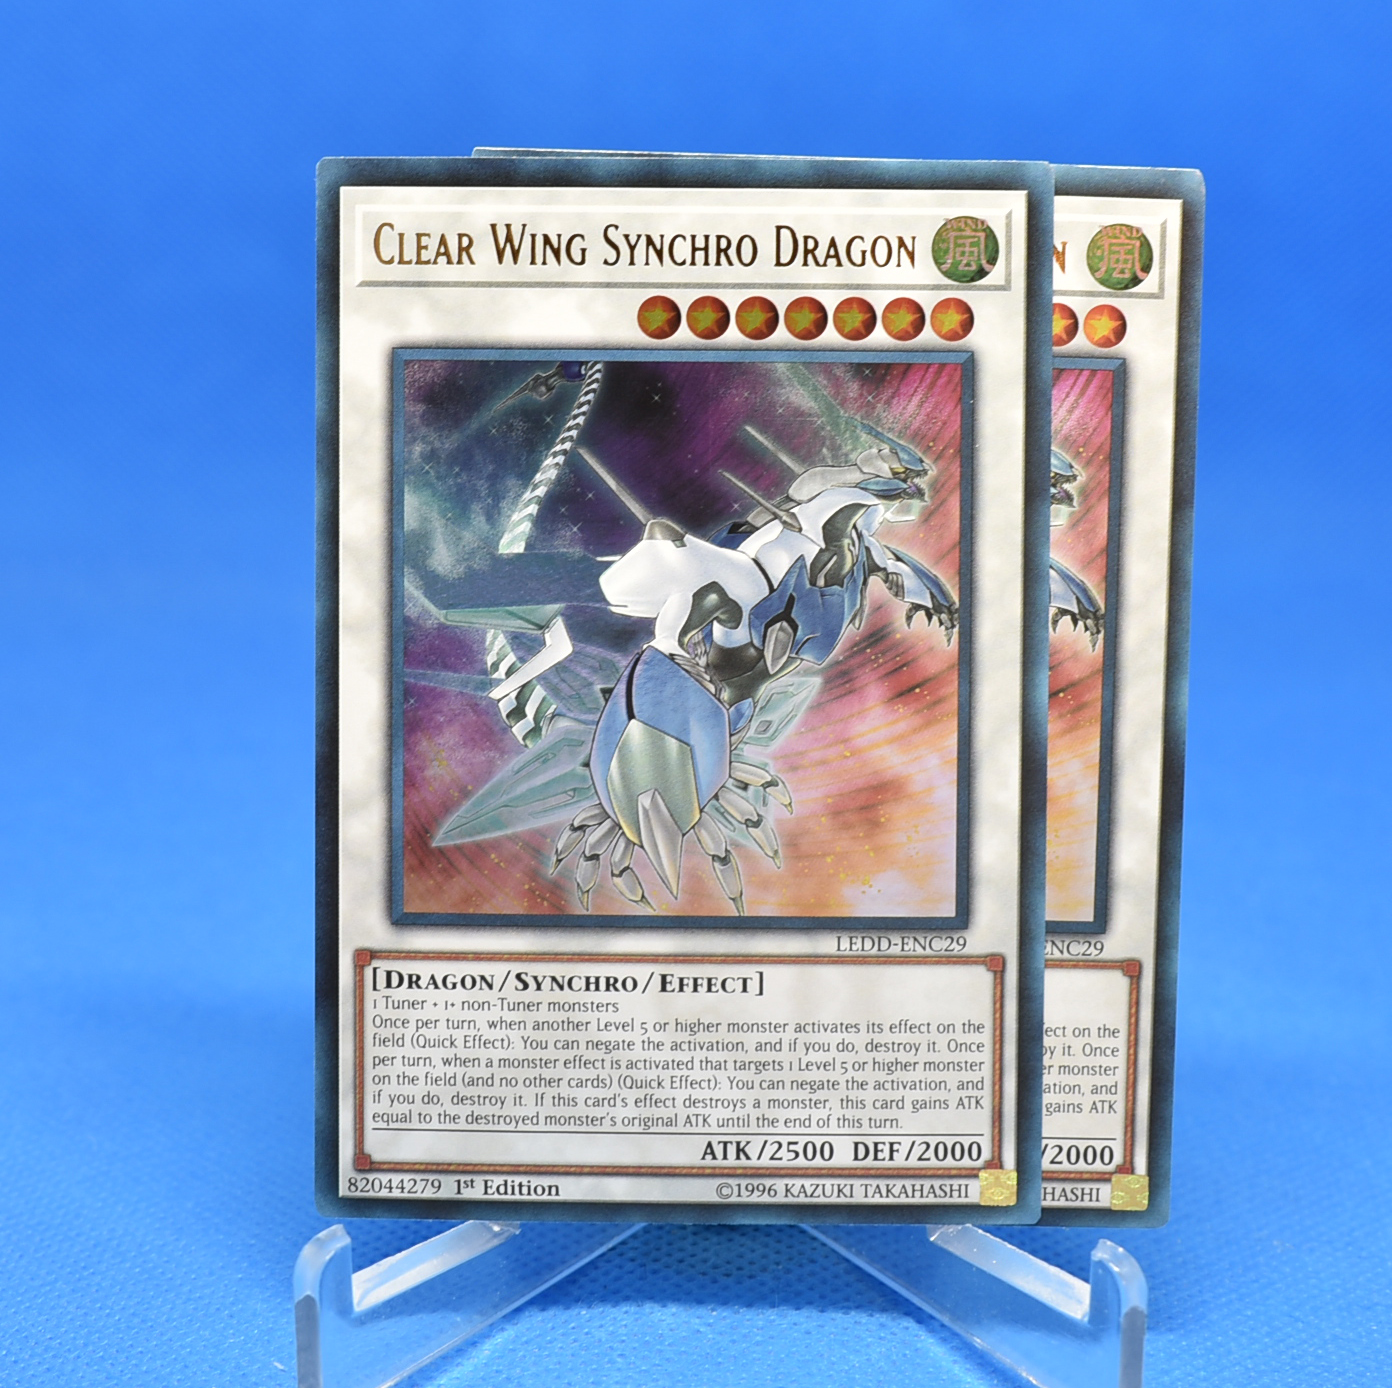 CLEAR WING SYNCHRO DRAGON
WIND
風
LEDD-ENC29
[DRAGON/SYNCHRO/EFFECT]
1 Tuner + 1+ non-Tuner monsters
Once per turn, when another Level 5 or higher monster activates its effect on the
field (Quick Effect): You can negate the activation, and if you do, destroy it. Once
per turn, when a monster effect is activated that targets 1 Level 5 or higher monster
on the field (and no other cards) (Quick Effect): You can negate the activation, and
if you do, destroy it. If this card's effect destroys a monster, this card gains ATK
equal to the destroyed monster's original ATK until the end of this turn.
ATK/2500 DEF/2000
82044279 1st Edition ©1996 KAZUKI TAKAHASHI
N
WIND
風
ENC29
ect on the
oy it. Once
er monster
ation, and
gains ATK
/2000
HASHI